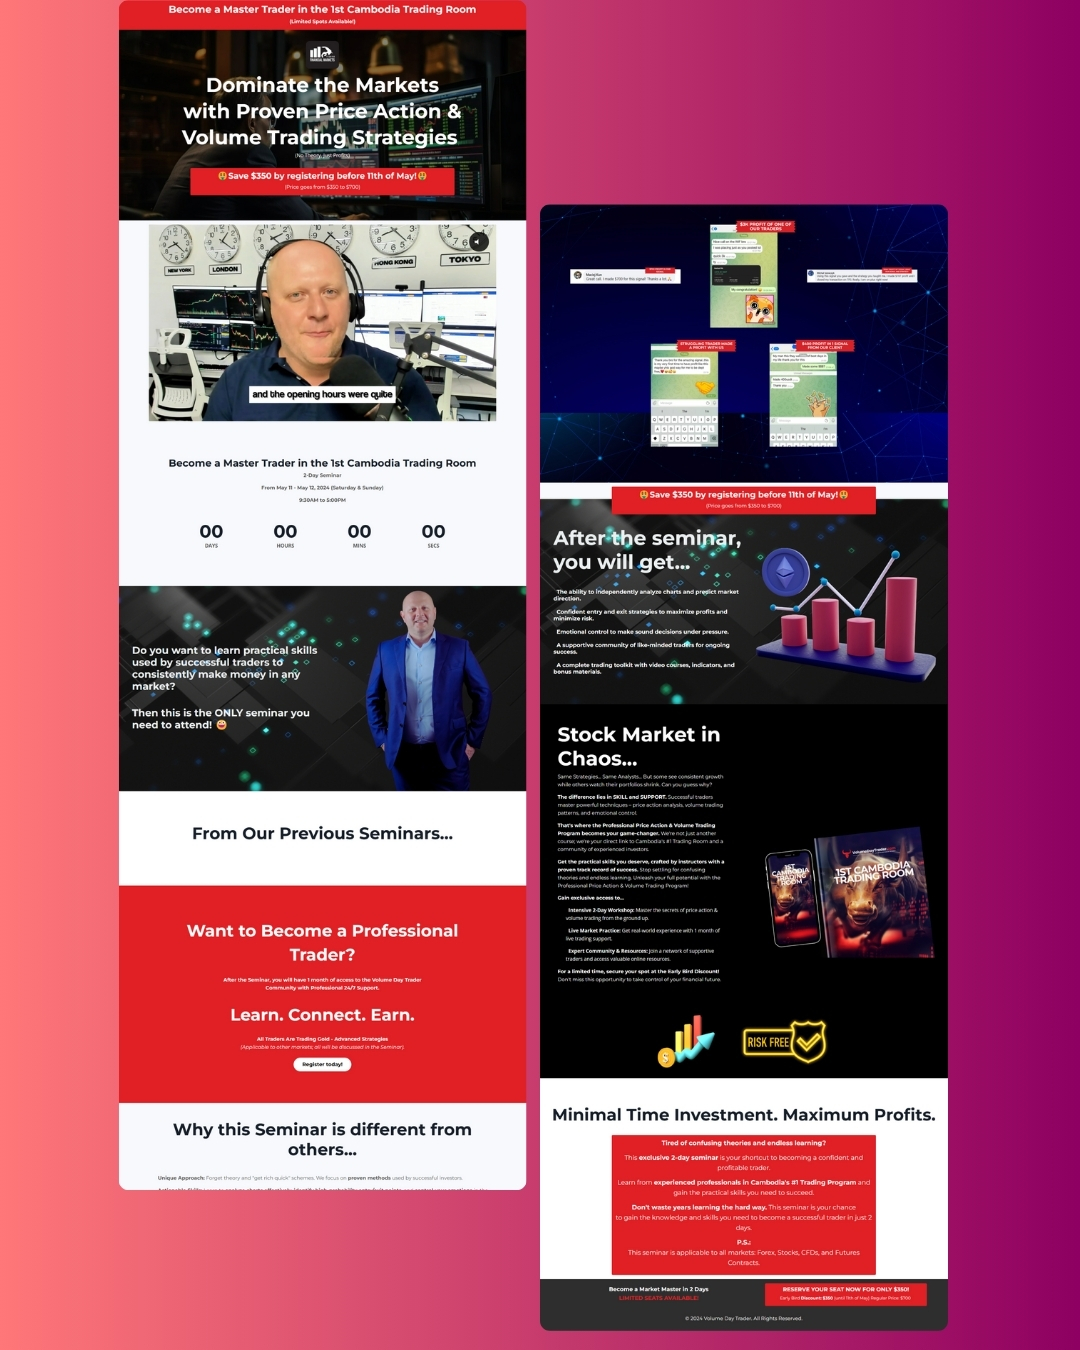 Become a Master Trader in the 1st Cambodia Trading Room
(Limited Spots Available!)
FINANCIAL MARKETS
Dominate the Markets
with Proven Price Action &
Volume Trading Strategies
(No Theory, Just Profits)
😲Save $350 by registering before 11th of May!😲
(Price goes from $350 to $700)
NEW YORK
LONDON
HONG KONG
TOKYO
and the opening hours were quite
Become a Master Trader in the 1st Cambodia Trading Room
2-Day Seminar
From May 11 - May 12, 2024 (Saturday & Sunday)
9:30AM to 5:00PM
00 00 00 00
DAYS HOURS MINS SECS
Do you want to learn practical skills
used by successful traders to
consistently make money in any
market?
Then this is the ONLY seminar you
need to attend! 😀
From Our Previous Seminars...
Want to Become a Professional
Trader?
After the Seminar, you will have 1 month of access to the Volume Day Trader
Community with Professional 24/7 Support.
Learn. Connect. Earn.
All Traders Are Trading Gold - Advanced Strategies
(Applicable to other markets; all will be discussed in the Seminar)
Register today!
Why this Seminar is different from
others...
Unique Approach: Forget theory and "get rich quick" schemes. We focus on proven methods used by successful investors.
$3K PROFIT OF ONE OF
OUR TRADERS
STRUGGLING TRADER MADE
A PROFIT WITH US
PROFIT IN 1 SIGNAL
FROM OUR CLIENT
😲Save $350 by registering before 11th of May!😲
(Price goes from $350 to $700)
After the seminar,
you will get...
The ability to independently analyze charts and predict market
direction.
Confident entry and exit strategies to maximize profits and
minimize risk.
Emotional control to make sound decisions under pressure.
A supportive community of like-minded traders for ongoing
success.
A complete trading toolkit with video courses, indicators, and
bonus materials.
Stock Market in
Chaos...
Same Strategies... Same Analysts... But some see consistent growth
while others watch their portfolios shrink. Can you guess why?
The difference lies in SKILL and SUPPORT. Successful traders
master powerful techniques – price action analysis, volume trading
patterns, and emotional control.
That's where the Professional Price Action & Volume Trading
Program becomes your game-changer. We're not just another
course; we're your direct link to Cambodia's #1 Trading Room and a
community of experienced investors.
Get the practical skills you deserve, crafted by instructors with a
proven track record of success. Stop settling for confusing
theories and endless learning. Unleash your full potential with the
Professional Price Action & Volume Trading Program!
Gain exclusive access to...
Intensive 2-Day Workshop: Master the secrets of price action &
volume trading from the ground up.
Live Market Practice: Get real-world experience with 1 month of
live trading support.
Expert Community & Resources: Join a network of supportive
traders and access valuable online resources.
For a limited time, secure your spot at the Early Bird Discount!
Don't miss this opportunity to take control of your financial future.
1ST
CAMBODIA
TRADING
ROOM
1ST CAMBODIA
TRADING ROOM
RISK FREE
Minimal Time Investment. Maximum Profits.
Tired of confusing theories and endless learning?
This exclusive 2-day seminar is your shortcut to becoming a confident and
profitable trader.
Learn from experienced professionals in Cambodia's #1 Trading Program and
gain the practical skills you need to succeed.
Don't waste years learning the hard way. This seminar is your chance
to gain the knowledge and skills you need to become a successful trader in just 2
days.
P.S.:
This seminar is applicable to all markets: Forex, Stocks, CFDs, and Futures
Contracts.
Become a Market Master in 2 Days
LIMITED SEATS AVAILABLE!
RESERVE YOUR SEAT NOW FOR ONLY $350!
Early Bird Discount: $350 (until 11th of May) Regular Price: $700
© 2024 Volume Day Trader. All Rights Reserved.